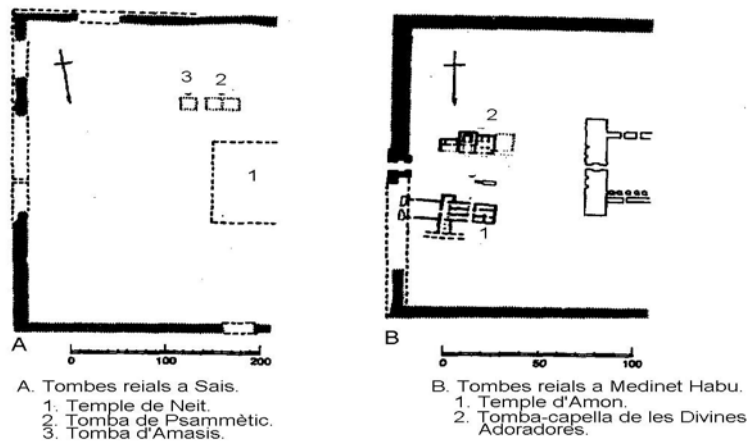 3 2
1
A
0 100 200
A. Tombes reials a Sais.
1. Temple de Neit.
2. Tomba de Psammètic.
3. Tomba d'Amasis.
2
1
B
0 50 100
B. Tombes reials a Medinet Habu.
1. Temple d'Amon.
2. Tomba-capella de les Divines
Adoradores.